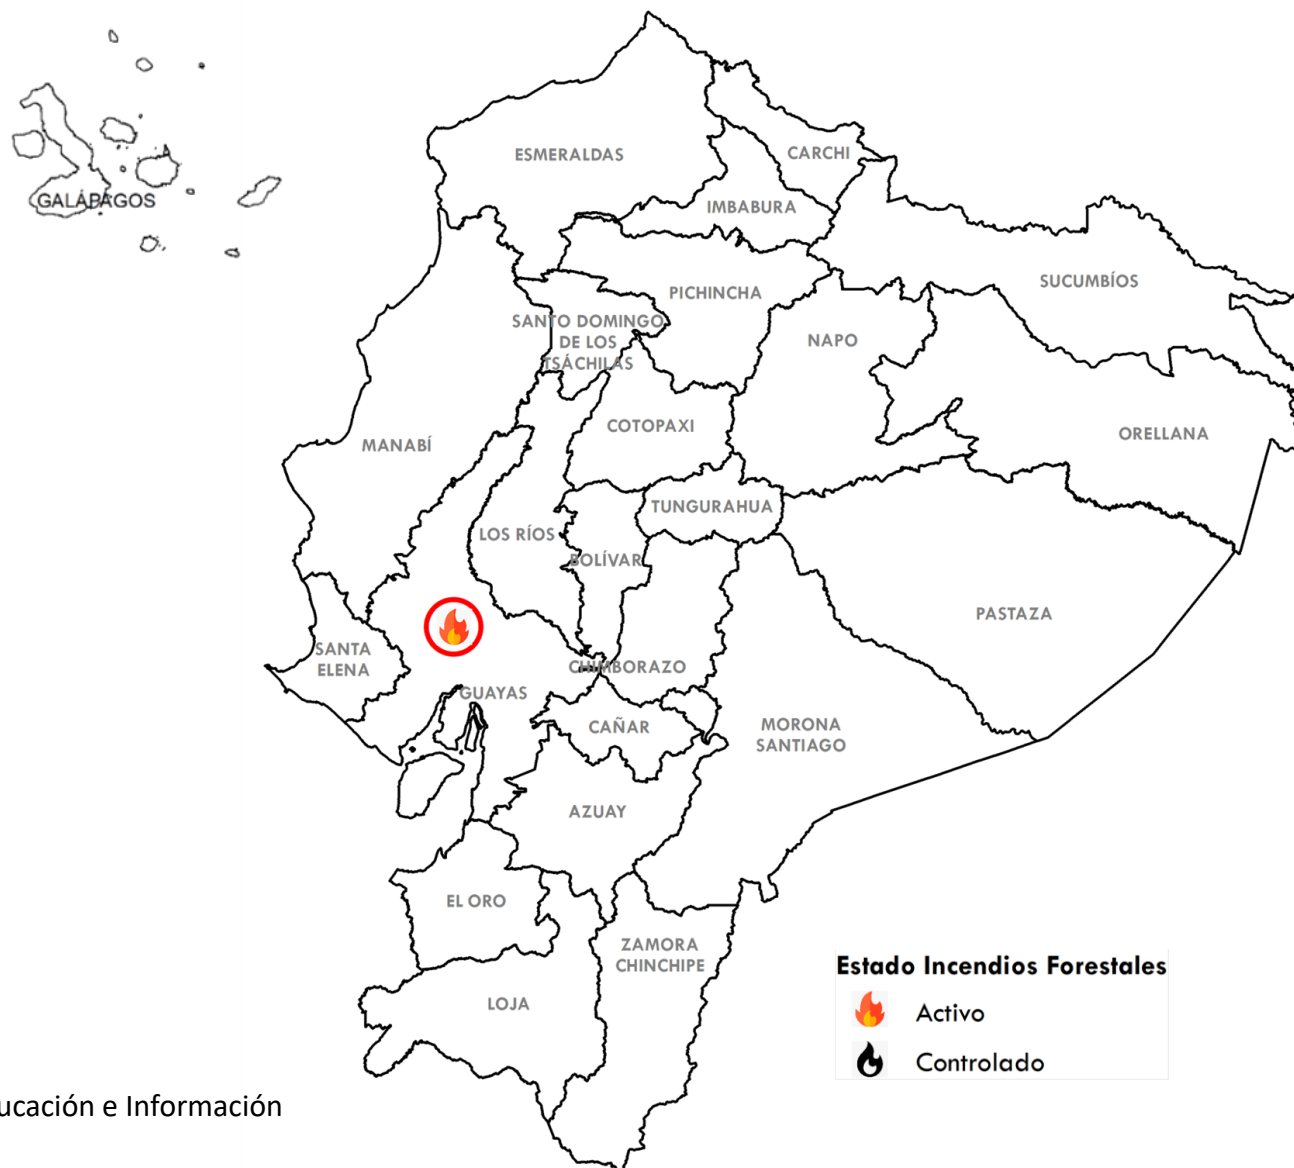 ESMERALDAS
CARCHI
GALÁPAGOS
IMBABURA
SUCUMBÍOS
PICHINCHA
SANTO DOMINGO
DE LOS
TSÁCHILAS
NAPO
COTOPAXI
ORELLANA
MANABÍ
TUNGURAHUA
LOS RÍOS
BOLÍVAR
PASTAZA
SANTA
ELENA
CHIMBORAZO
GUAYAS
CAÑAR
MORONA
SANTIAGO
AZUAY
EL ORO
ZAMORA
CHINCHIPE
LOJA
Estado Incendios Forestales
Activo
Controlado
ucación e Información